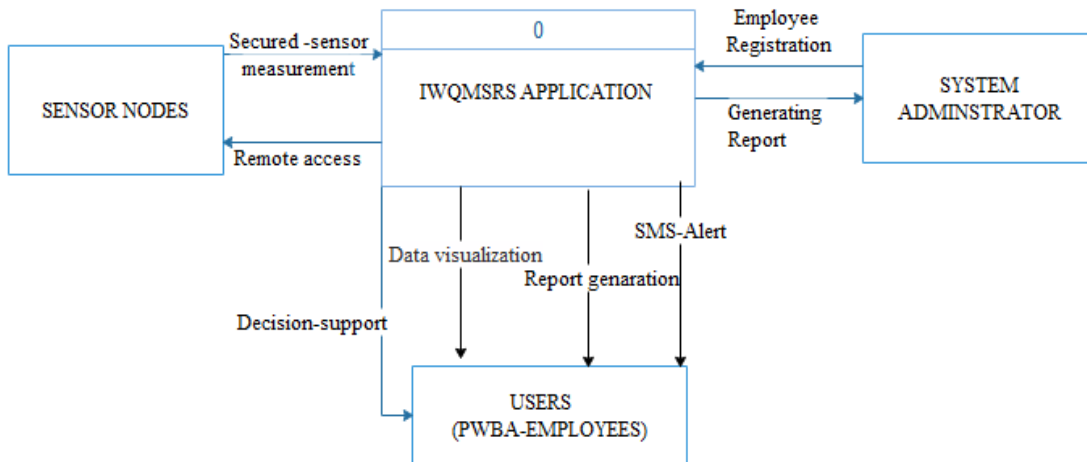 0
IWQMSRS APPLICATION
SENSOR NODES
Secured -sensor
measurement
Remote access
Employee
Registration
Generating
Report
SYSTEM
ADMINSTRATOR
Data visualization
Report genaration
SMS-Alert
Decision-support
USERS
(PWBA-EMPLOYEES)